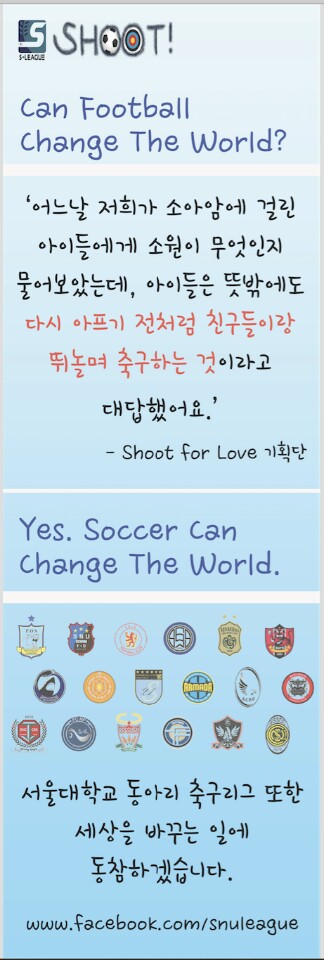 S
S-LEAGUE
SHOOT!
Can Football
Change The World?
‘어느날 저희가 소아암에 걸린
아이들에게 소원이 무엇인지
물어보았는데, 아이들은 뜻밖에도
다시 아프기 전처럼 친구들이랑
뛰놀며 축구하는 것이라고
대답했어요.’
- Shoot for Love 기획단
Yes. Soccer Can
Change The World.
SNU
ARMADA
서울대학교 동아리 축구리그 또한
세상을 바꾸는 일에
동참하겠습니다.
www.facebook.com/snuleague